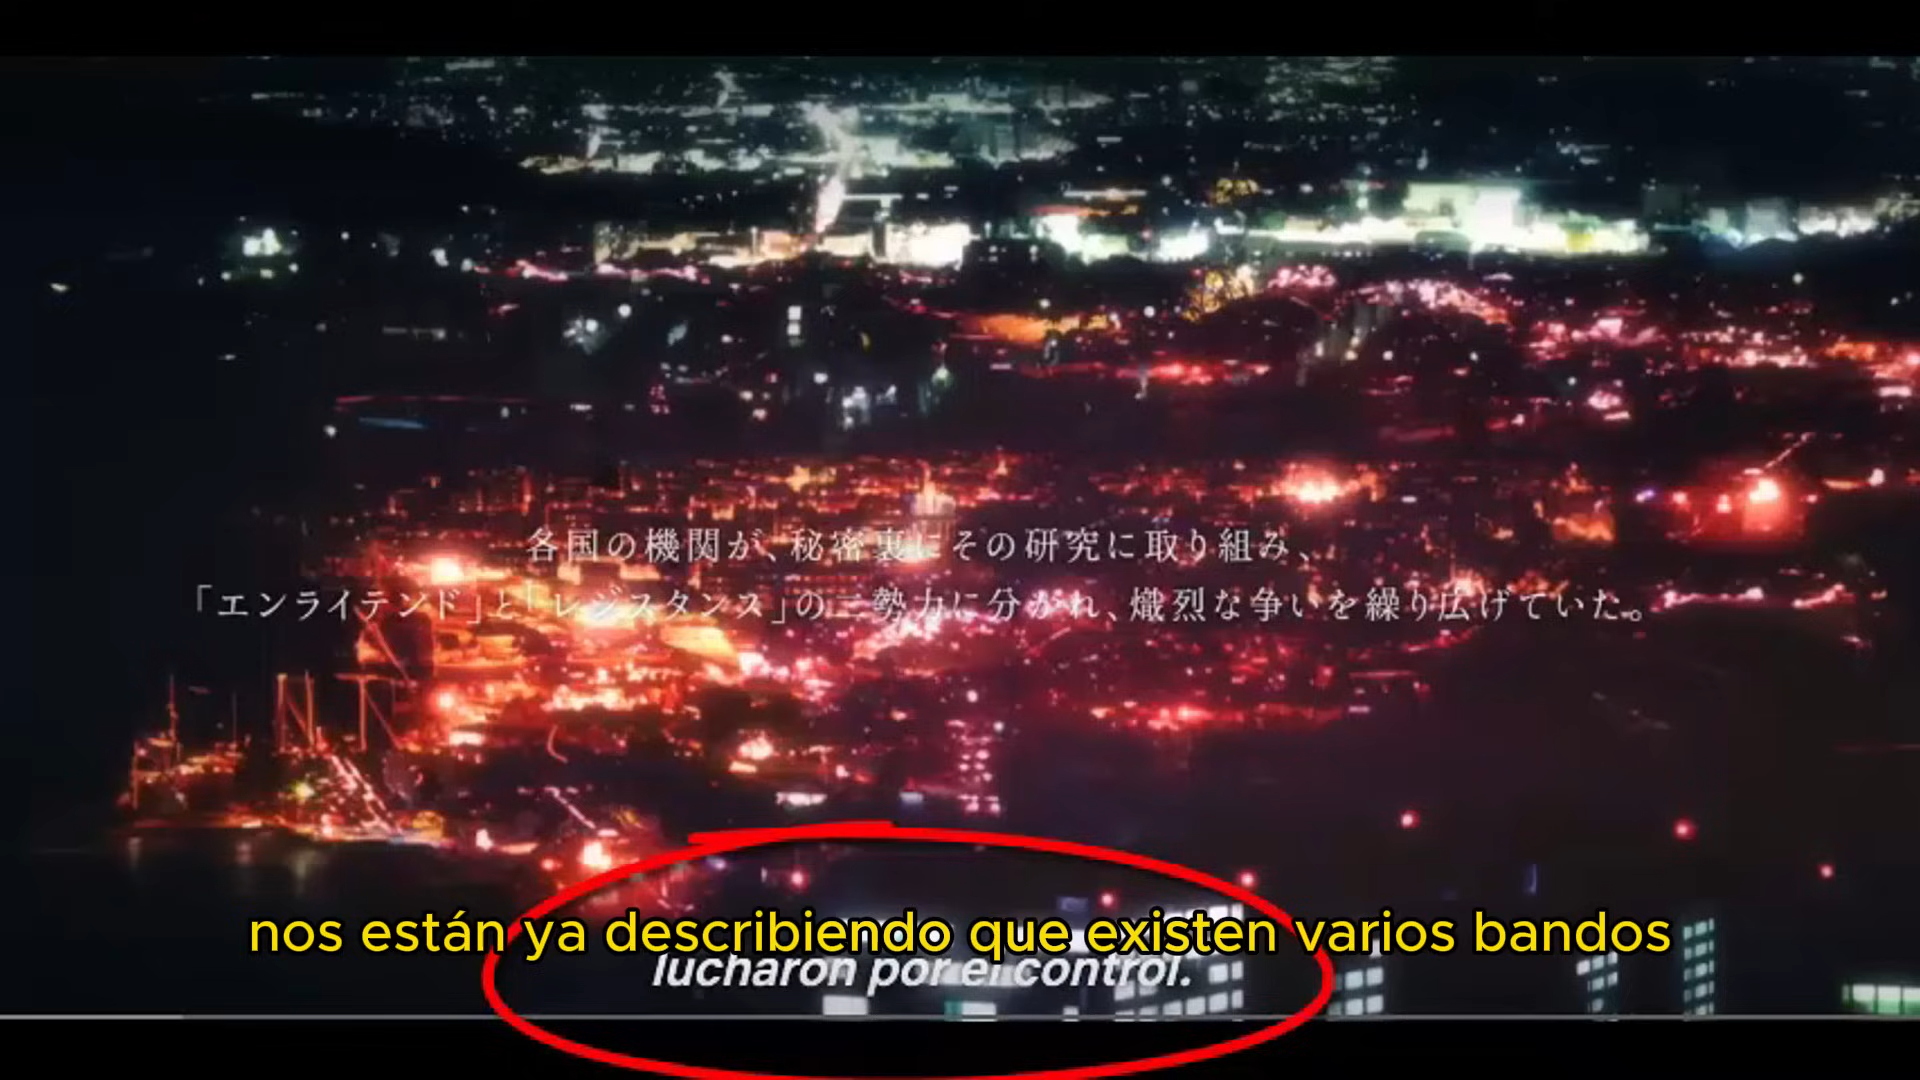 各国の機関が、秘密裏にその研究に取り組み、
「エンライテンド」と「レジスタンス」の二勢力に分かれ、熾烈な争いを繰り広げていた。
nos están ya describiendo que existen varios bandos
lucharon por el control.